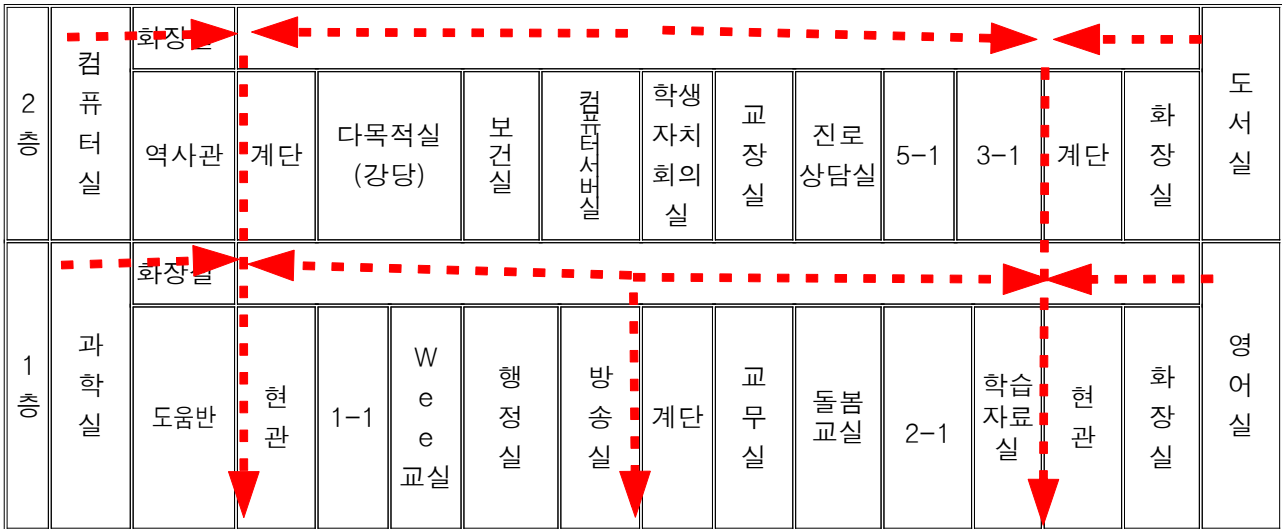 2층
컴퓨터실
화장실
역사관
계단
다목적실
(강당)
보건실
컴퓨터서버실
학생
자치
회의
실
교장실
진로
상담실
5-1
3-1
계단
화장실
도서실
1층
과학실
화장실
도움반
현관
1-1
Wee
교실
행정실
방송실
계단
교무실
돌봄
교실
2-1
학습
자료
실
현관
화장실
영어실